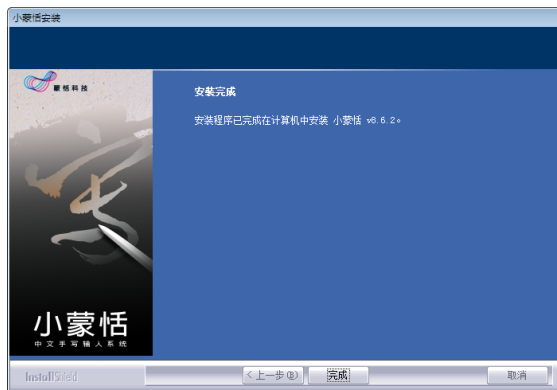 小蒙恬安装
蒙恬科技
安装完成
安装程序已完成在计算机中安装 小蒙恬 v8.6.2。
小蒙恬
中文手写输入系统
InstallShield
<上一步(B)
完成
取消